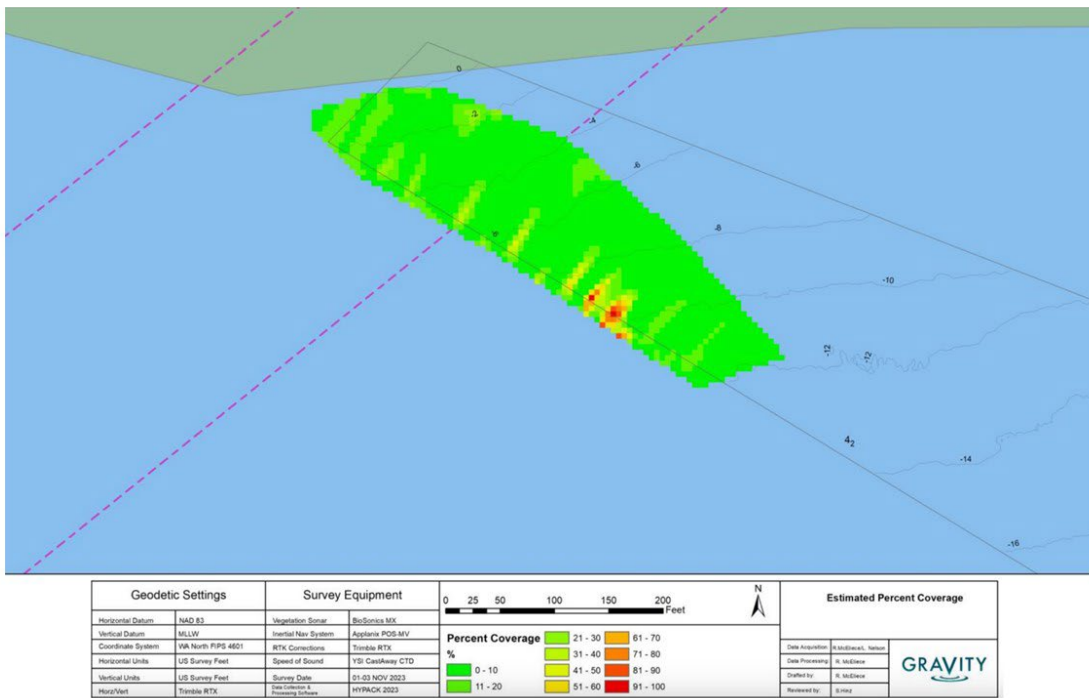 0
-2
-4
-6
-8
-8
-10
-12
-12
4₂
-14
-16
Geodetic Settings
Horizontal Datum NAD 83
Vertical Datum MLLW
Coordinate System WA North FIPS 4601
Horizontal Units US Survey Feet
Vertical Units US Survey Feet
Horz/Vert Trimble RTX
Survey Equipment
Vegetation Sonar BioSonics MX
Inertial Nav System Applanix POS-MV
RTK Corrections Trimble RTX
Speed of Sound YSI CastAway CTD
Survey Date 01-03 NOV 2023
Data Collection & Processing Software HYPACK 2023
0 25 50 100 150 200
Feet
N
Percent Coverage
%
0 - 10
11 - 20
21 - 30
31 - 40
41 - 50
51 - 60
61 - 70
71 - 80
81 - 90
91 - 100
Estimated Percent Coverage
Data Acquisition: R.McEliece/L. Nelson
Data Processing: R. McEliece
Drafted by: R. McEliece
Reviewed by:
GRAVITY